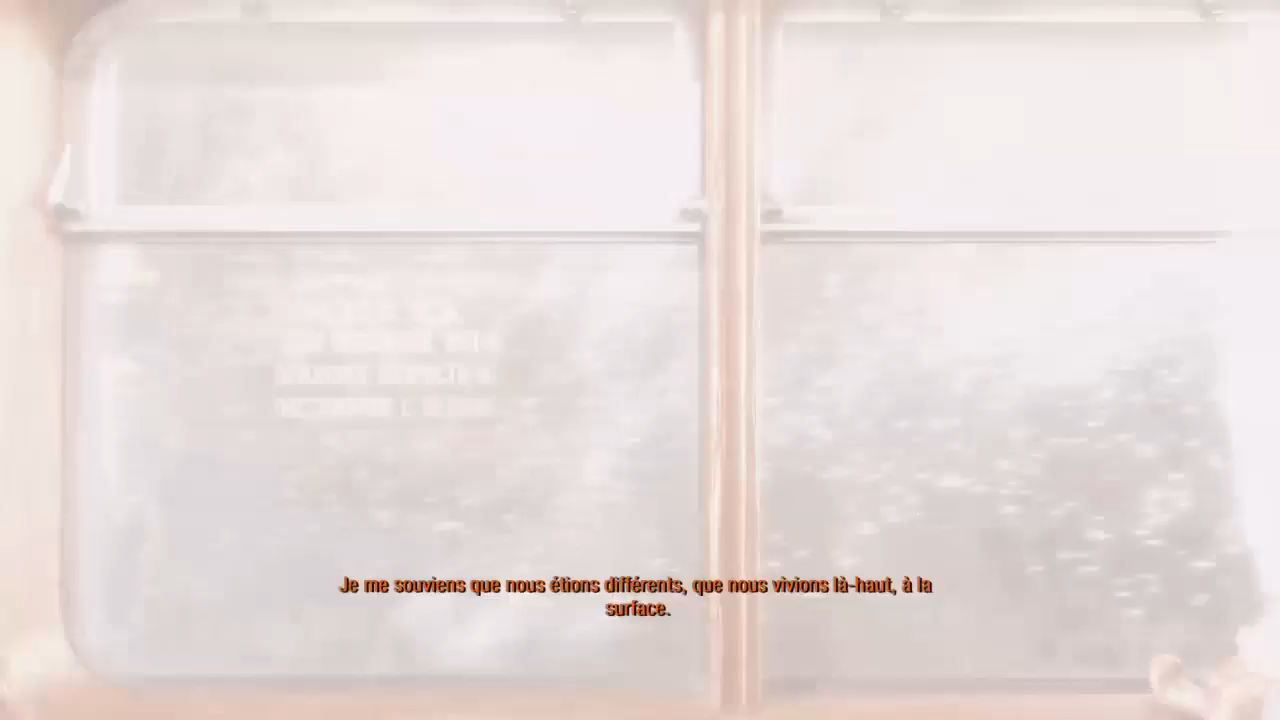 Je me souviens que nous étions différents, que nous vivions là-haut, à la
surface.